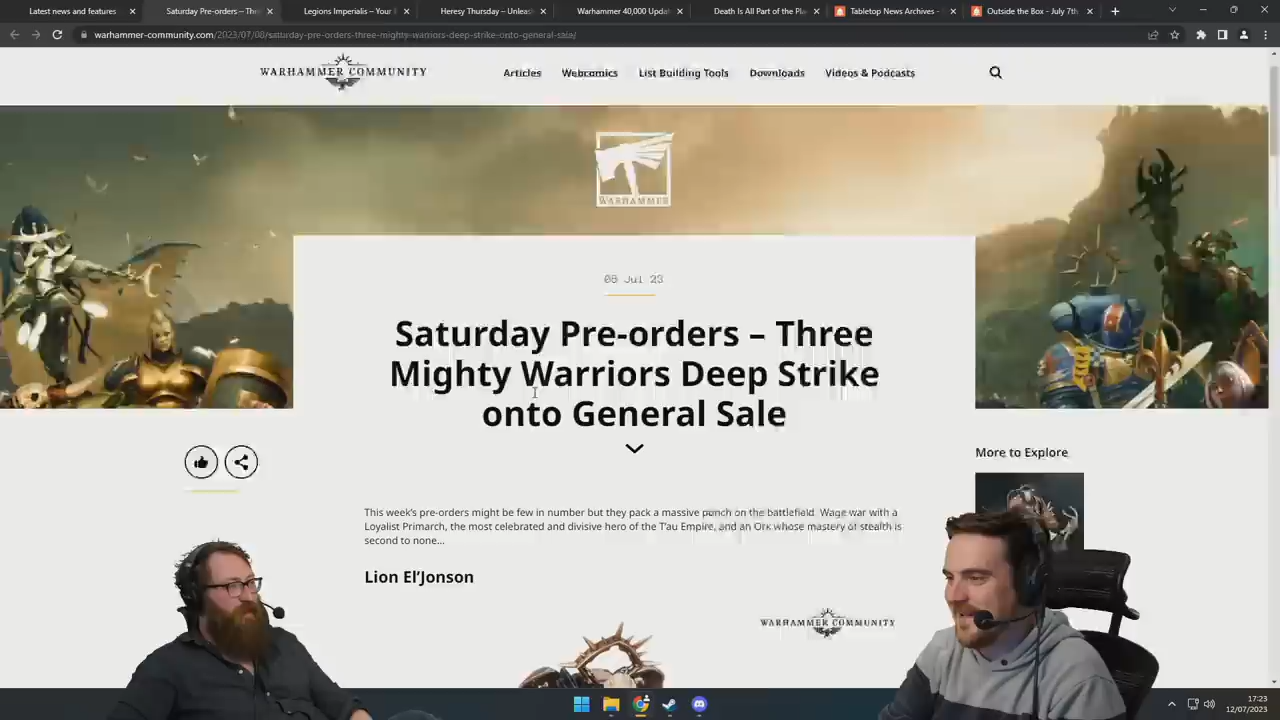 Latest news and features
Saturday Pre-orders – Thre
Legions Imperialis – Your
Heresy Thursday – Unleas
Warhammer 40,000 Upda
Death Is All Part of the Pl
Tabletop News Archives -
Outside the Box - July 7th
warhammer-community.com/2023/07/08/saturday-pre-orders-three-mighty-warriors-deep-strike-onto-general-sale/
WARHAMMER COMMUNITY
Articles
Webcomics
List Building Tools
Downloads
Videos & Podcasts
WARHAMMER
08 Jul 23
Saturday Pre-orders – Three
Mighty Warriors Deep Strike
onto General Sale
More to Explore
This week's pre-orders might be few in number but they pack a massive punch on the battlefield. Wage war with a
Loyalist Primarch, the most celebrated and divisive hero of the T'au Empire, and an Ork whose mastery of stealth is
second to none...
Lion El'Jonson
WARHAMMER COMMUNITY
17:23
12/07/2023